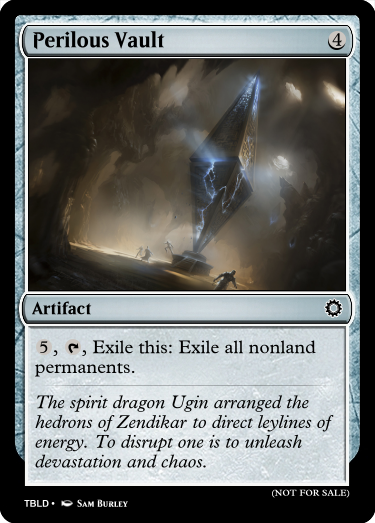 Perilous Vault 4
Artifact
5, , Exile this: Exile all nonland
permanents.
The spirit dragon Ugin arranged the
hedrons of Zendikar to direct leylines of
energy. To disrupt one is to unleash
devastation and chaos.
(NOT FOR SALE)
TBLD • Sam Burley